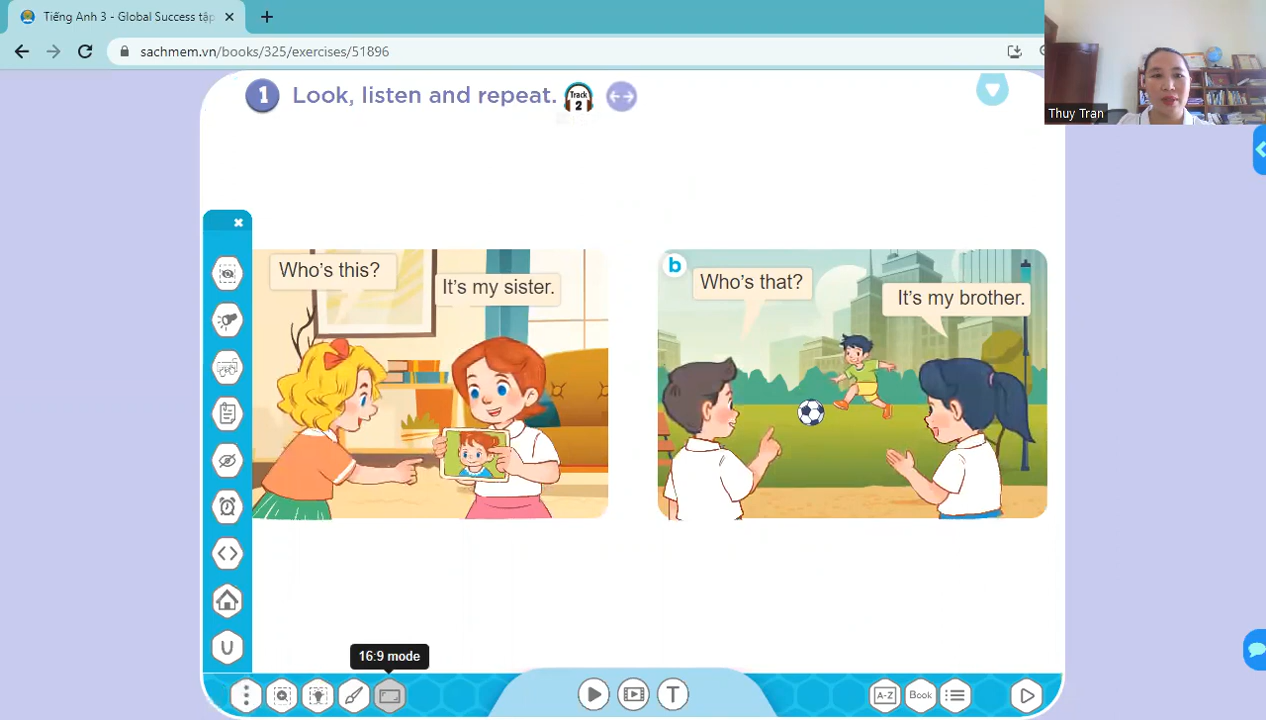 Tiếng Anh 3 - Global Success tập
sachmem.vn/books/325/exercises/51896
Thuy Tran
1 Look, listen and repeat.
Track
2
Who's this?
It's my sister.
b
Who's that?
It's my brother.
16:9 mode
T
A-Z
Book